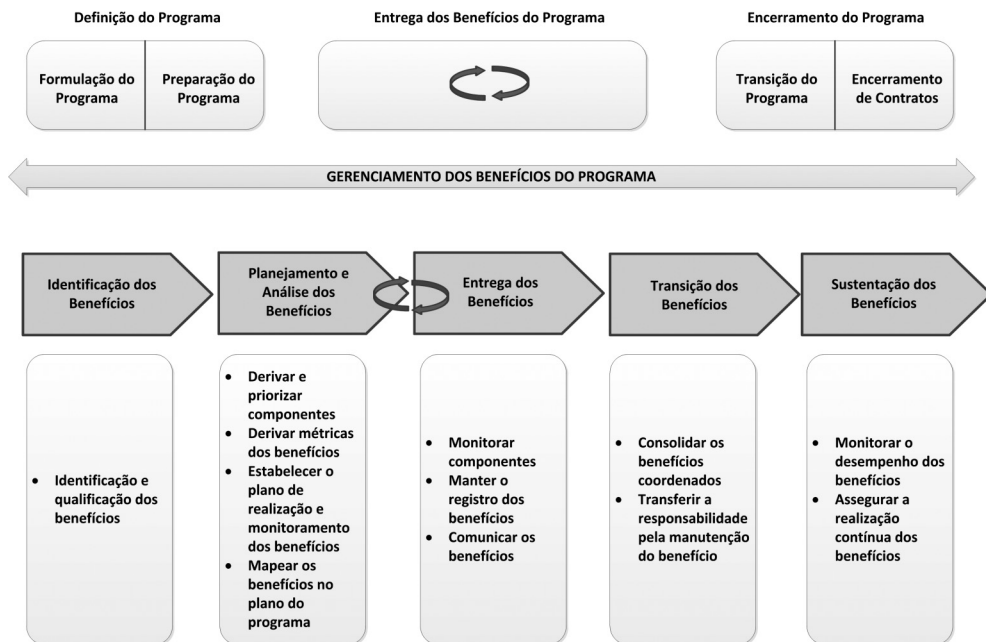 Definição do Programa
Entrega dos Benefícios do Programa
Encerramento do Programa
Formulação do
Programa
Preparação do
Programa
Transição do
Programa
Encerramento
de Contratos
GERENCIAMENTO DOS BENEFÍCIOS DO PROGRAMA
Identificação dos
Benefícios
Planejamento e
Análise dos
Benefícios
Entrega dos
Benefícios
Transição dos
Benefícios
Sustentação dos
Benefícios
• Identificação e
qualificação dos
benefícios
• Derivar e
priorizar
componentes
• Derivar métricas
dos benefícios
• Estabelecer o
plano de
realização e
monitoramento
dos benefícios
• Mapear os
benefícios no
plano do
programa
• Monitorar
componentes
• Manter o
registro dos
benefícios
• Comunicar os
benefícios
• Consolidar os
benefícios
coordenados
• Transferir a
responsabilidade
pela manutenção
do benefício
• Monitorar o
desempenho dos
benefícios
• Assegurar a
realização
contínua dos
benefícios